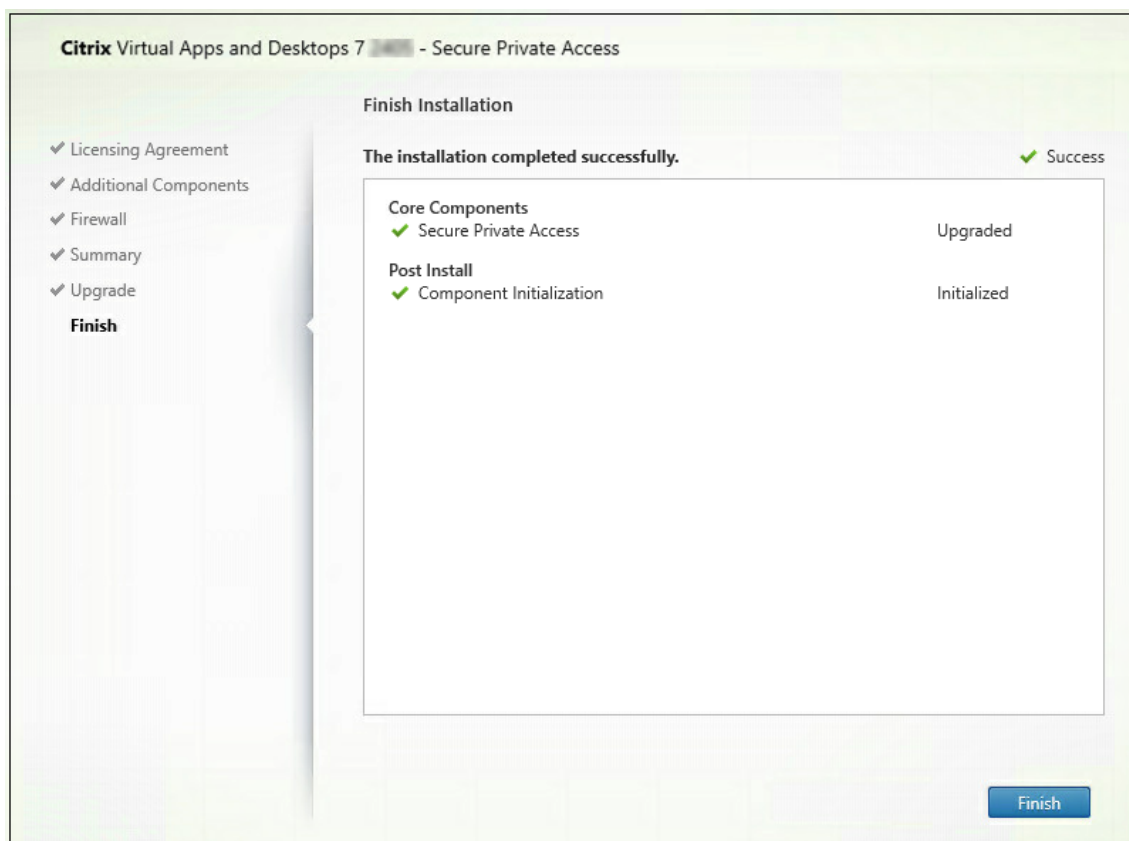 Citrix Virtual Apps and Desktops 7 - Secure Private Access
Licensing Agreement
Additional Components
Firewall
Summary
Upgrade
Finish
Finish Installation
The installation completed successfully.
Success
Core Components
Secure Private Access Upgraded
Post Install
Component Initialization Initialized
Finish